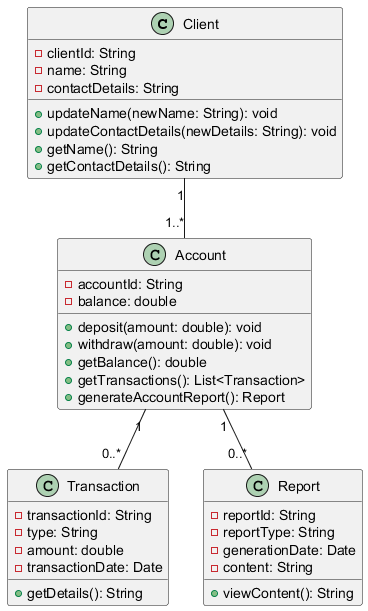 C Client
clientId: String
name: String
contactDetails: String
updateName(newName: String): void
updateContactDetails(newDetails: String): void
getName(): String
getContactDetails(): String
1
1..*
C Account
accountId: String
balance: double
deposit(amount: double): void
withdraw(amount: double): void
getBalance(): double
getTransactions(): List<Transaction>
generateAccountReport(): Report
1
1
0..*
0..*
C Transaction
transactionId: String
type: String
amount: double
transactionDate: Date
getDetails(): String
C Report
reportId: String
reportType: String
generationDate: Date
content: String
viewContent(): String